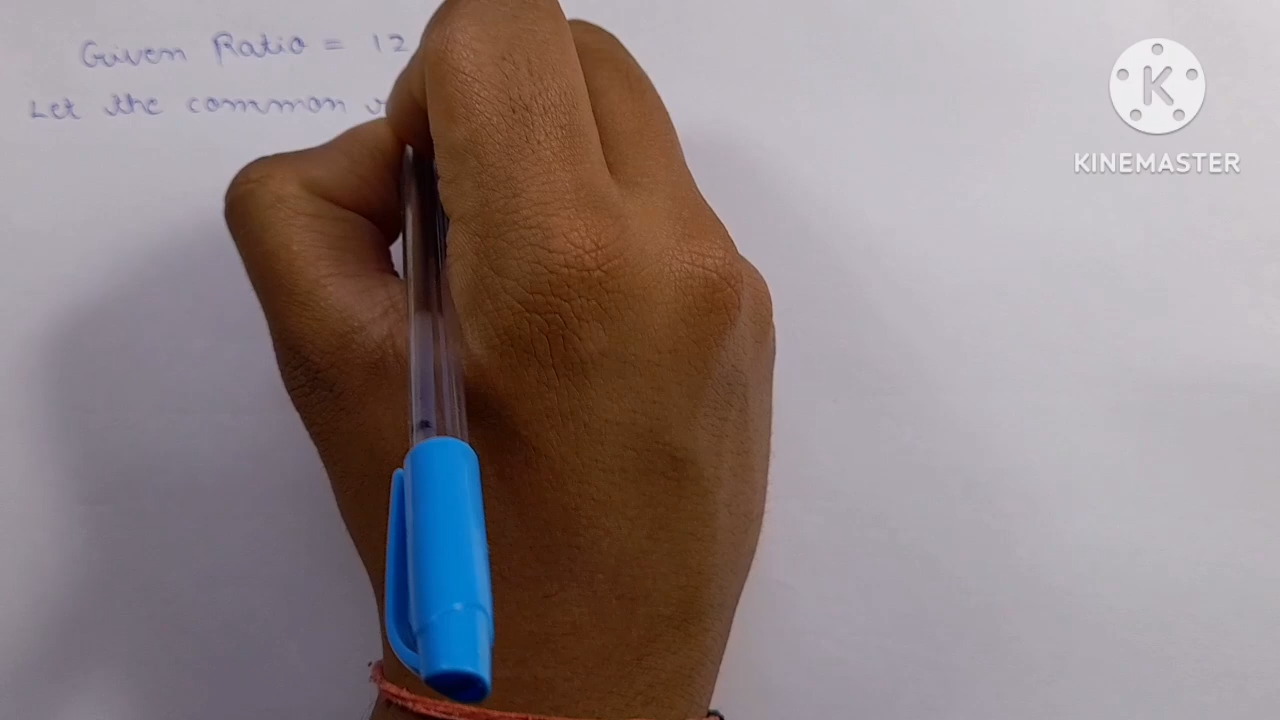 Given Ratio = 12
Let the common
KINEMASTER